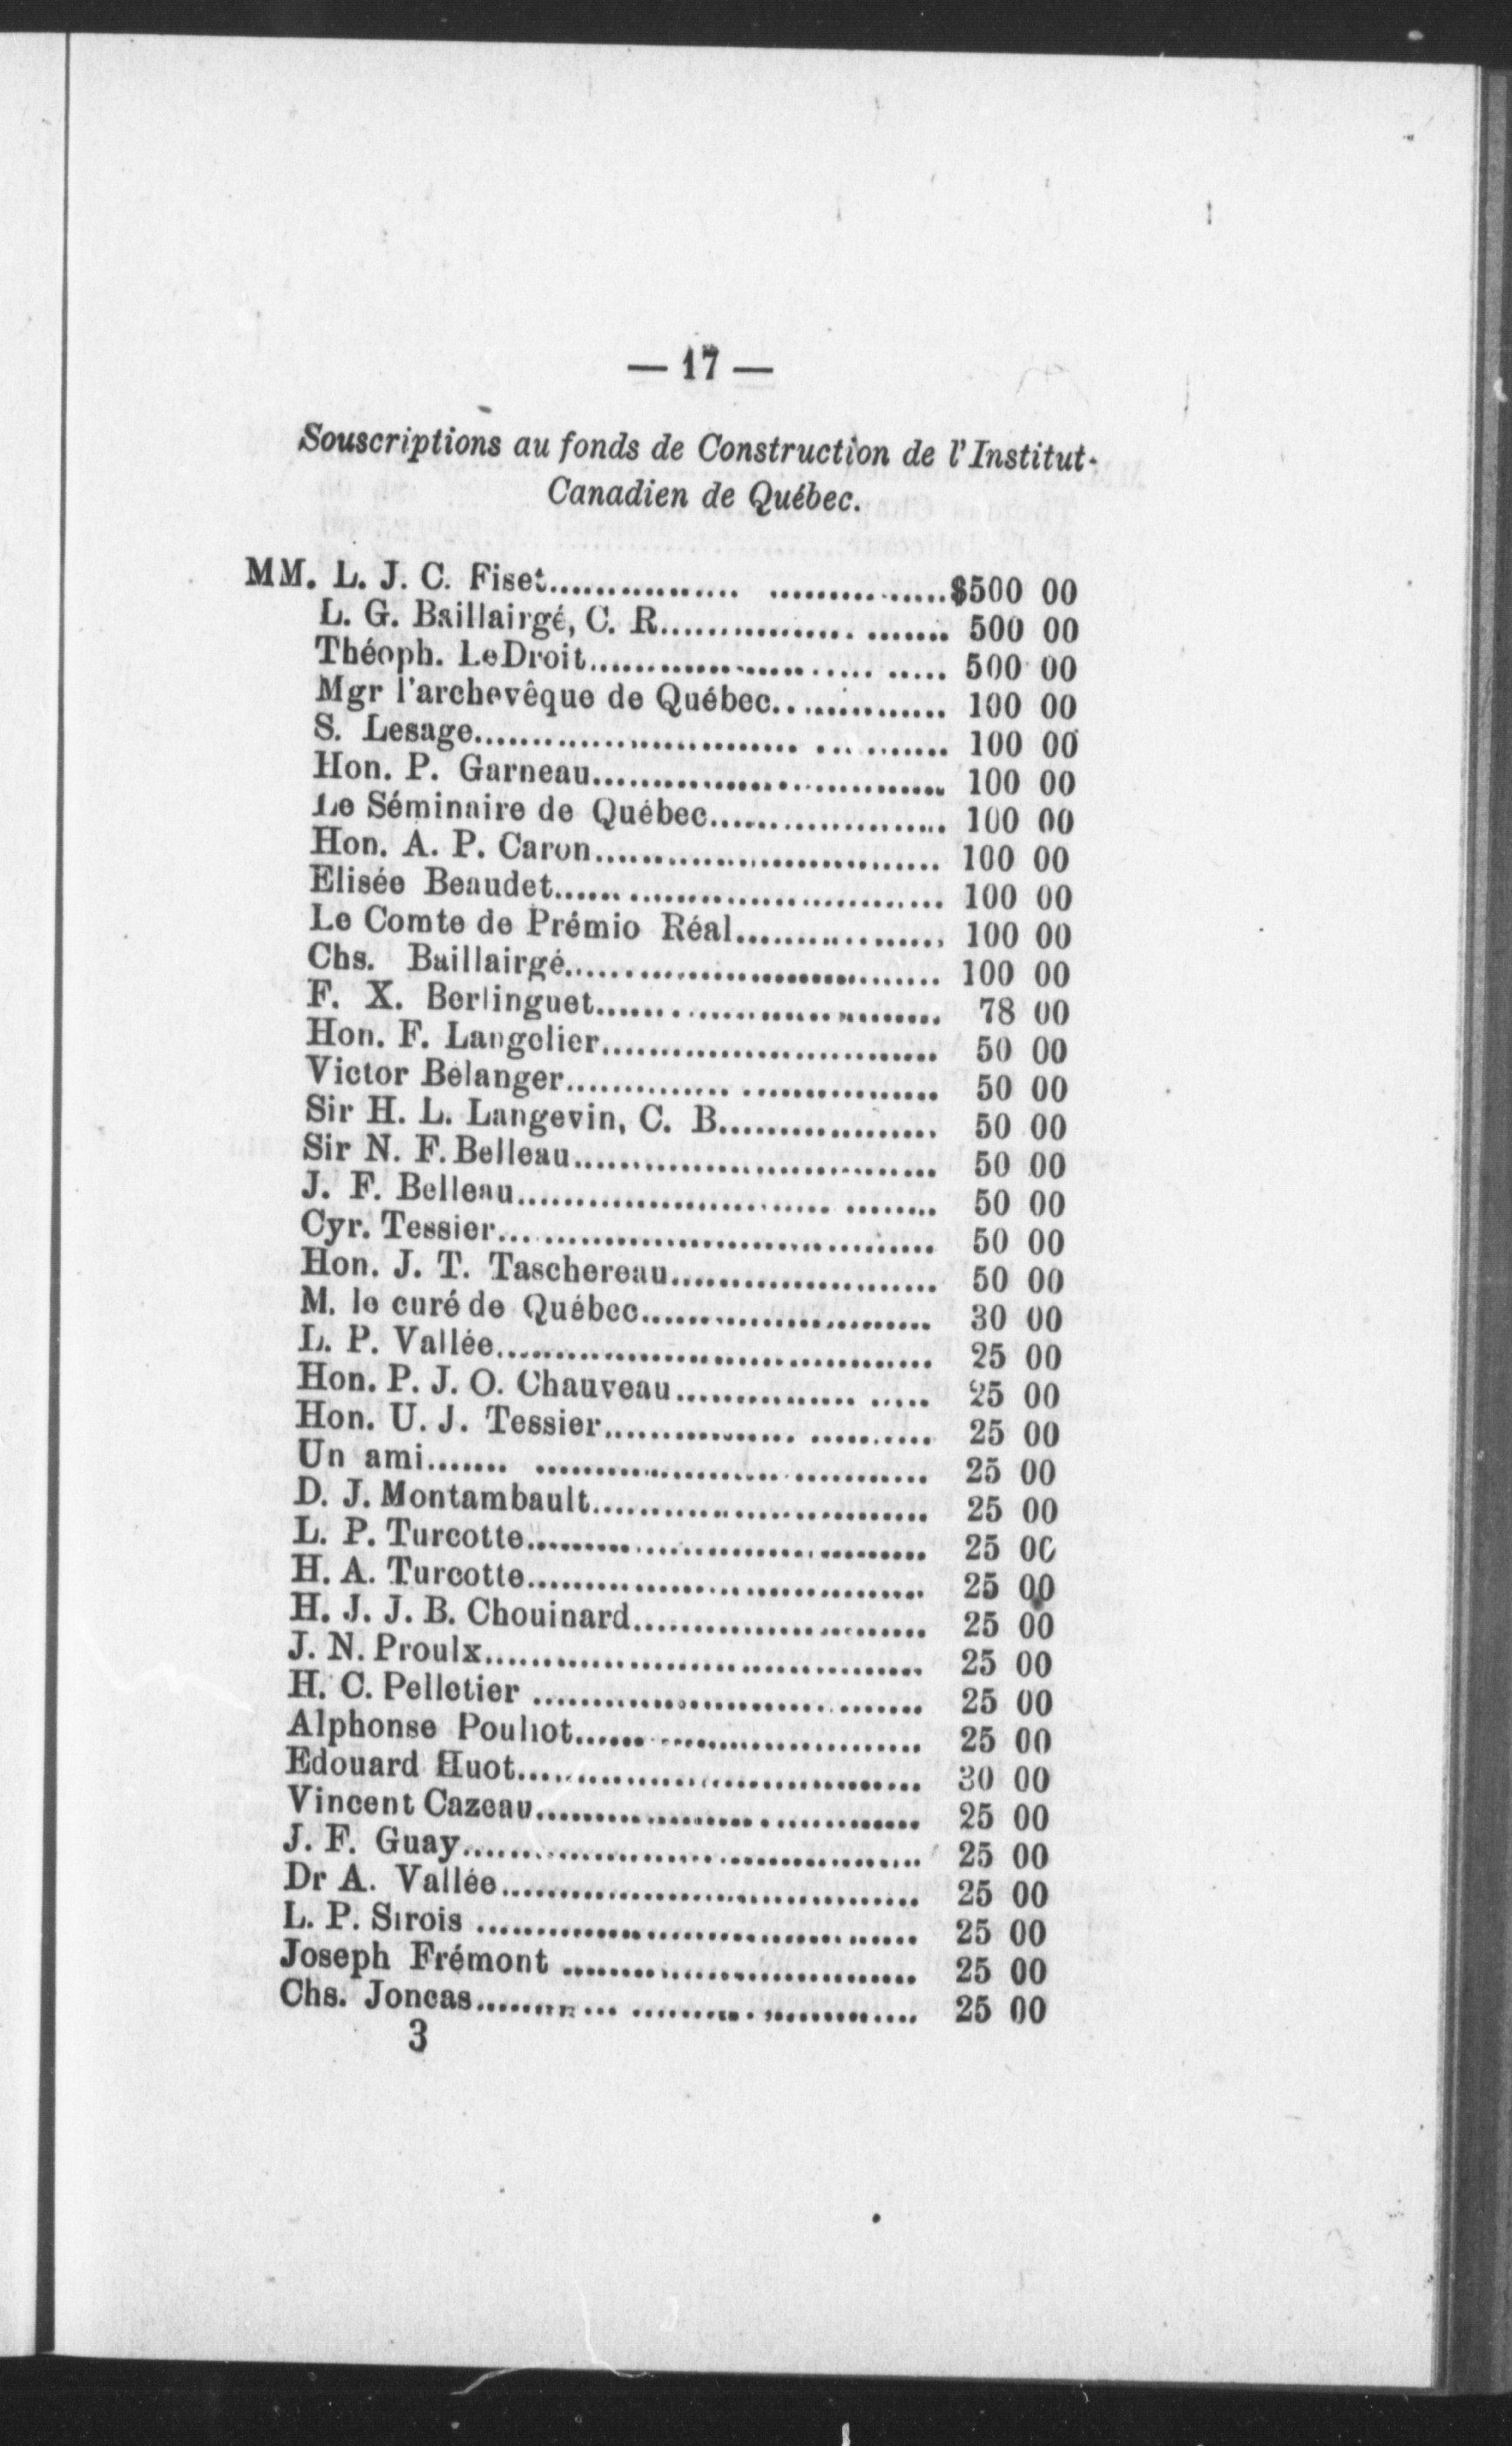 — 17 —
Souscriptions au fonds de Construction de l'Institut-
Canadien de Québec.
MM. L. J. C. Fiset.............................$500 00
L. G. Baillairgé, C. R........................ 500 00
Théoph. LeDroit............................. 500 00
Mgr l'archevêque de Québec............... 100 00
S. Lesage..................................... 100 00
Hon. P. Garneau............................. 100 00
Le Séminaire de Québec.................... 100 00
Hon. A. P. Caron............................. 100 00
Elisée Beaudet................................ 100 00
Le Comte de Prémio Réal.................. 100 00
Chs. Baillairgé................................ 100 00
F. X. Berlinguet.............................. 78 00
Hon. F. Langelier............................. 50 00
Victor Bélanger............................... 50 00
Sir H. L. Langevin, C. B.................... 50 00
Sir N. F. Belleau.............................. 50 00
J. F. Belleau................................... 50 00
Cyr. Tessier.................................... 50 00
Hon. J. T. Taschereau....................... 50 00
M. le curé de Québec......................... 30 00
L. P. Vallée.................................... 25 00
Hon. P. J. O. Chauveau..................... 25 00
Hon. U. J. Tessier............................ 25 00
Un ami.......................................... 25 00
D. J. Montambault............................ 25 00
L. P. Turcotte.................................. 25 00
H. A. Turcotte................................. 25 00
H. J. J. B. Chouinard......................... 25 00
J. N. Proulx..................................... 25 00
H. C. Pelletier ................................. 25 00
Alphonse Pouliot.............................. 25 00
Edouard Huot.................................. 30 00
Vincent Cazeau................................. 25 00
J. F. Guay....................................... 25 00
Dr A. Vallée.................................... 25 00
L. P. Sirois ..................................... 25 00
Joseph Frémont ............................... 25 00
Chs. Joncas...................................... 25 00
3